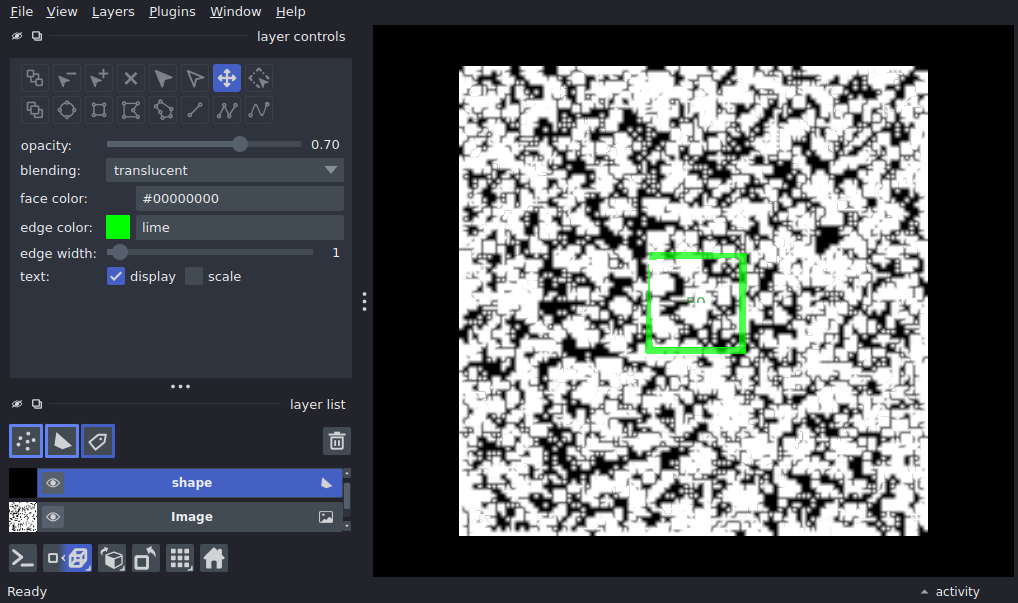 File View Layers Plugins Window Help
layer controls
opacity: 0.70
blending: translucent
face color: #00000000
edge color: lime
edge width: 1
text: display scale
layer list
shape
Image
Ready
activity